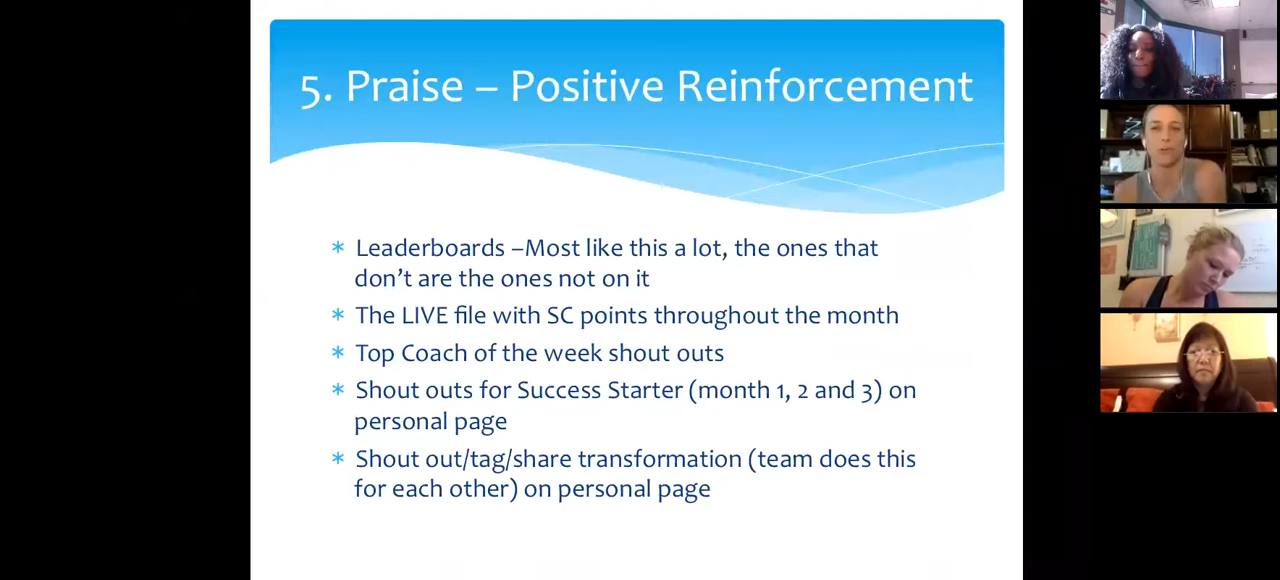 5. Praise – Positive Reinforcement
* Leaderboards –Most like this a lot, the ones that
don't are the ones not on it
* The LIVE file with SC points throughout the month
* Top Coach of the week shout outs
* Shout outs for Success Starter (month 1, 2 and 3) on
personal page
* Shout out/tag/share transformation (team does this
for each other) on personal page